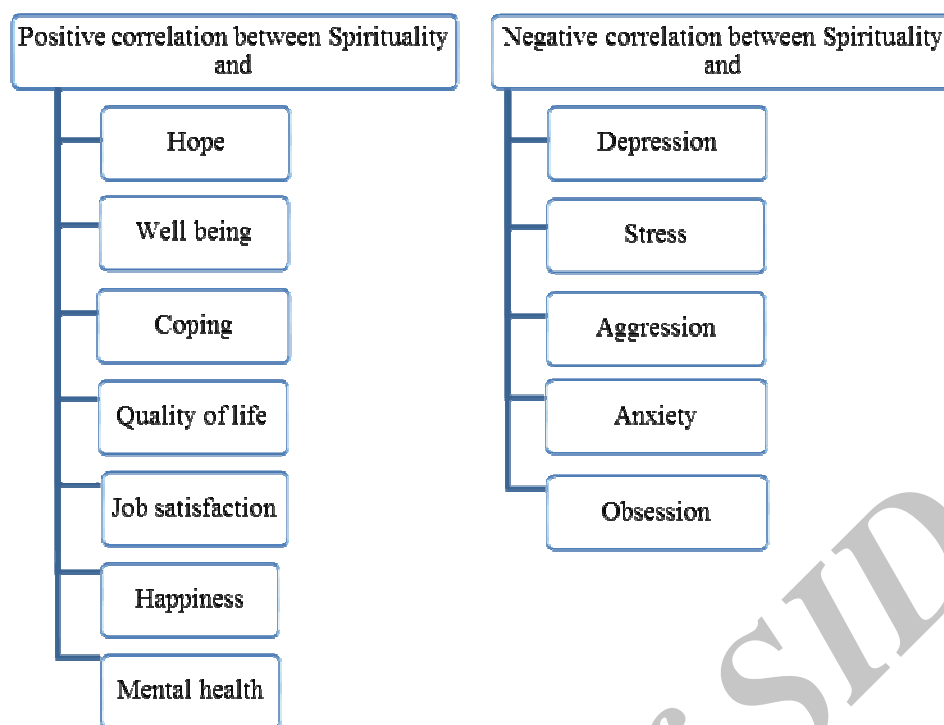 Positive correlation between Spirituality
and
Hope
Well being
Coping
Quality of life
Job satisfaction
Happiness
Mental health
Negative correlation between Spirituality
and
Depression
Stress
Aggression
Anxiety
Obsession
SID